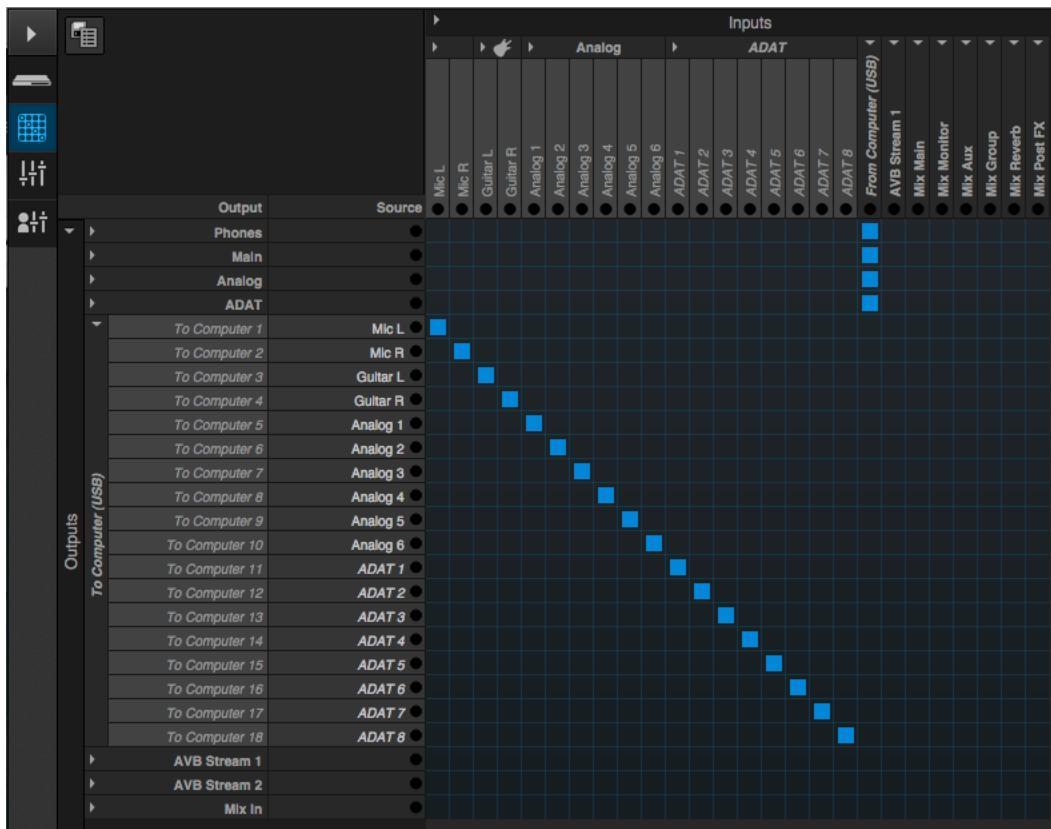 Inputs
Analog
ADAT
Mic L
Mic R
Guitar L
Guitar R
Analog 1
Analog 2
Analog 3
Analog 4
Analog 5
Analog 6
ADAT 1
ADAT 2
ADAT 3
ADAT 4
ADAT 5
ADAT 6
ADAT 7
ADAT 8
From Computer (USB)
AVB Stream 1
Mix Main
Mix Monitor
Mix Aux
Mix Group
Mix Reverb
Mix Post FX
Output Source
Outputs
Phones
Main
Analog
ADAT
To Computer (USB)
To Computer 1 Mic L
To Computer 2 Mic R
To Computer 3 Guitar L
To Computer 4 Guitar R
To Computer 5 Analog 1
To Computer 6 Analog 2
To Computer 7 Analog 3
To Computer 8 Analog 4
To Computer 9 Analog 5
To Computer 10 Analog 6
To Computer 11 ADAT 1
To Computer 12 ADAT 2
To Computer 13 ADAT 3
To Computer 14 ADAT 4
To Computer 15 ADAT 5
To Computer 16 ADAT 6
To Computer 17 ADAT 7
To Computer 18 ADAT 8
AVB Stream 1
AVB Stream 2
Mix In